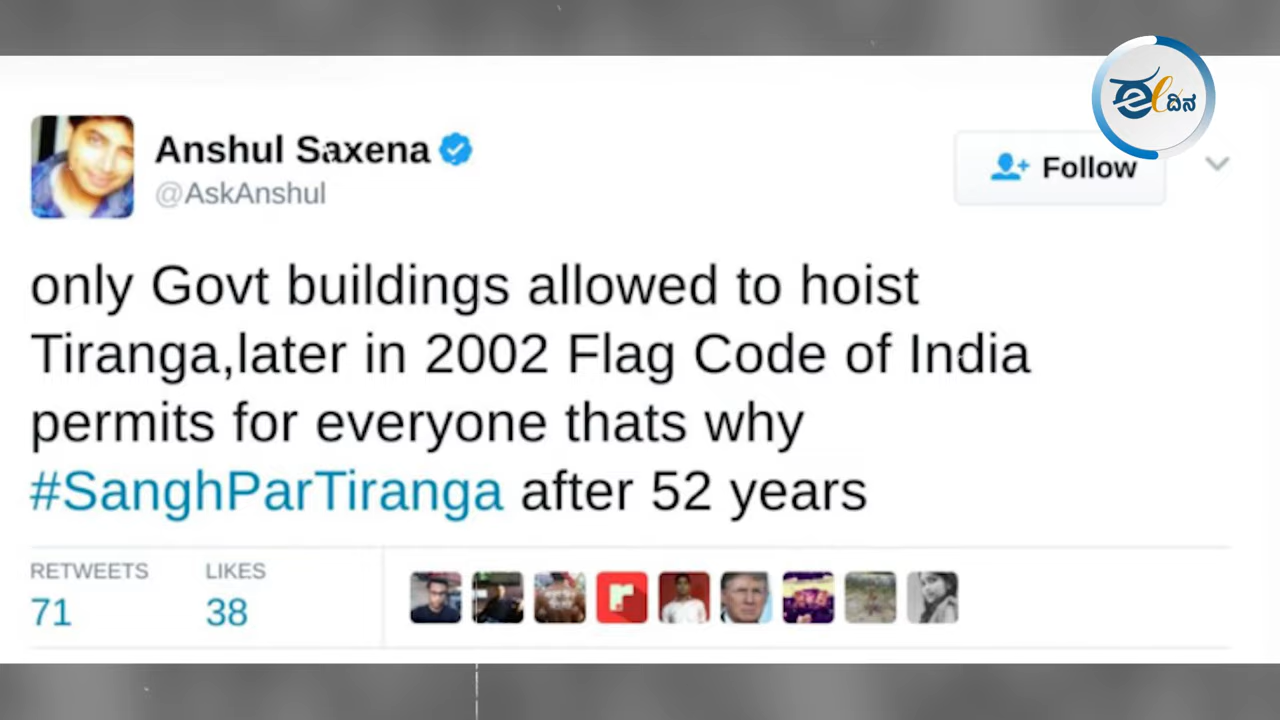 eದಿನ
Anshul Saxena
@AskAnshul
Follow
only Govt buildings allowed to hoist
Tiranga,later in 2002 Flag Code of India
permits for everyone thats why
#SanghParTiranga after 52 years
RETWEETS LIKES
71 38